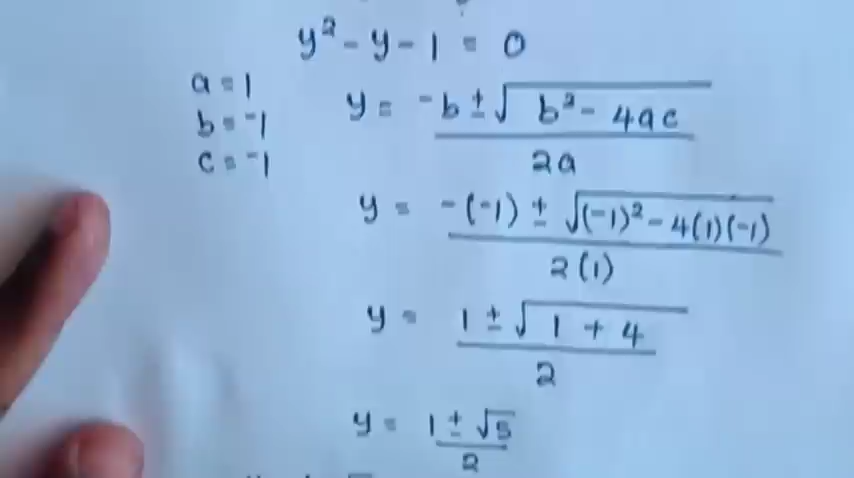 y² - y - 1 = 0
a = 1
b = -1
c = -1
y = -b ± √(b² - 4ac) / 2a
y = -(-1) ± √((-1)² - 4(1)(-1)) / 2(1)
y = 1 ± √(1 + 4) / 2
y = 1 ± √5 / 2